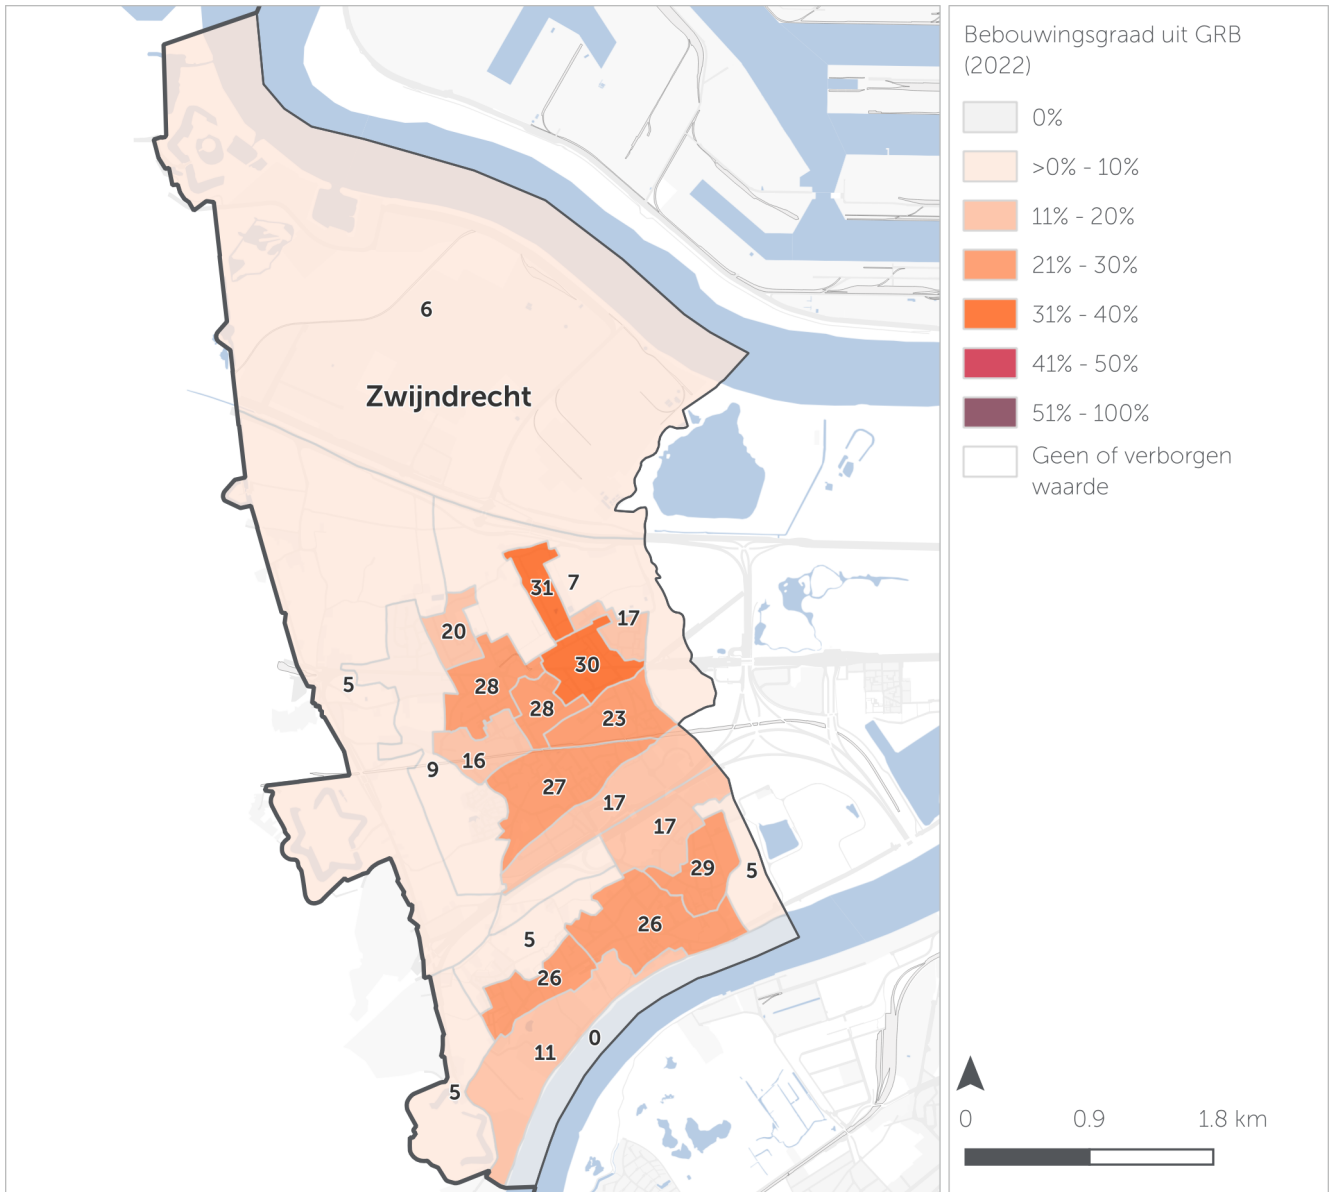 6
Zwijndrecht
31
7
17
20
30
5
28
28
23
16
9
27
17
17
29
5
26
5
26
0
11
5
Bebouwingsgraad uit GRB
(2022)
0%
>0% - 10%
11% - 20%
21% - 30%
31% - 40%
41% - 50%
51% - 100%
Geen of verborgen
waarde
0 0.9 1.8 km